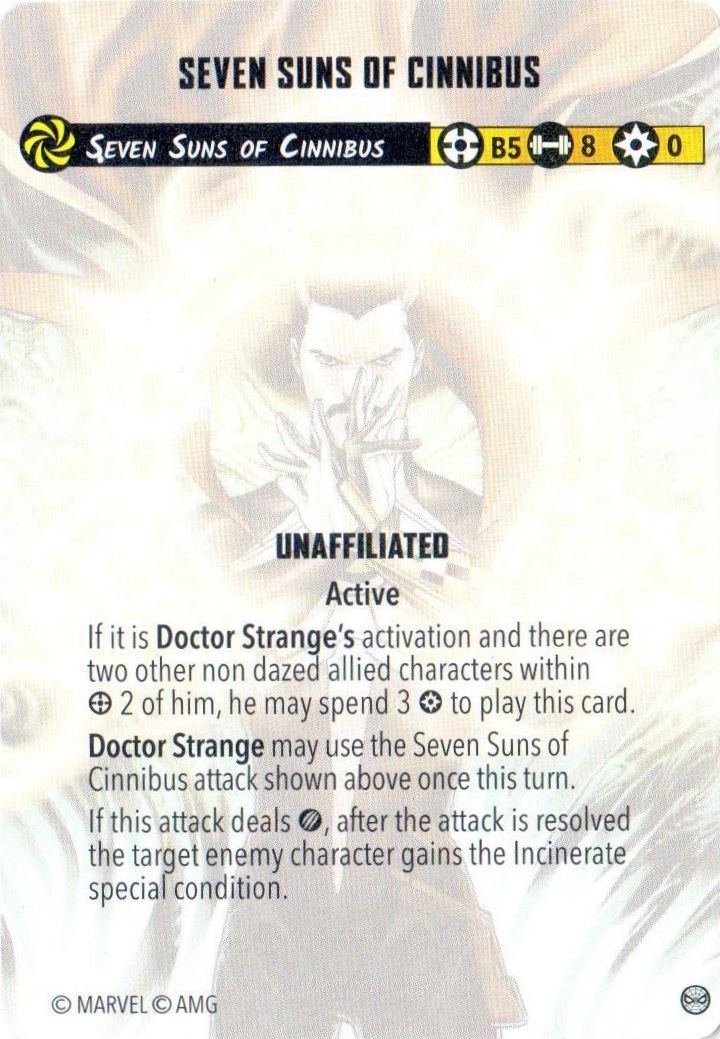 SEVEN SUNS OF CINNIBUS
SEVEN SUNS OF CINNIBUS B5 8 0
UNAFFILIATED
Active
If it is Doctor Strange's activation and there are
two other non dazed allied characters within
2 of him, he may spend 3 to play this card.
Doctor Strange may use the Seven Suns of
Cinnibus attack shown above once this turn.
If this attack deals , after the attack is resolved
the target enemy character gains the Incinerate
special condition.
© MARVEL © AMG